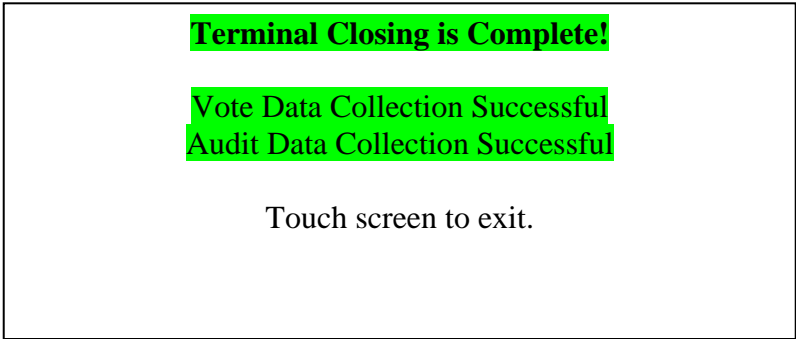 Terminal Closing is Complete!
Vote Data Collection Successful
Audit Data Collection Successful
Touch screen to exit.